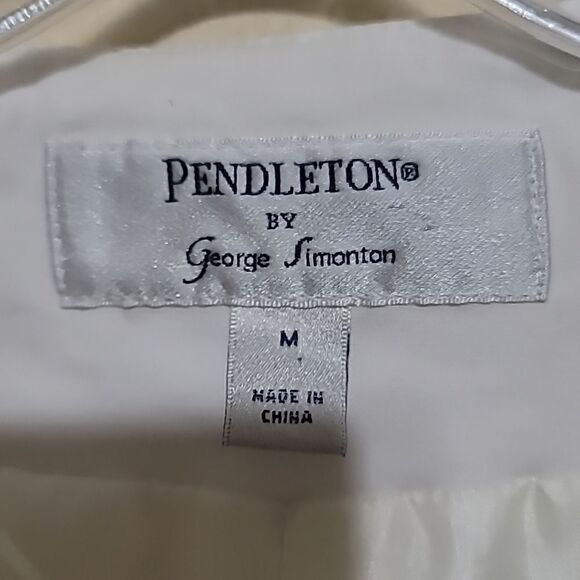 PENDLETON®
BY
George Simonton
M
MADE IN
CHINA